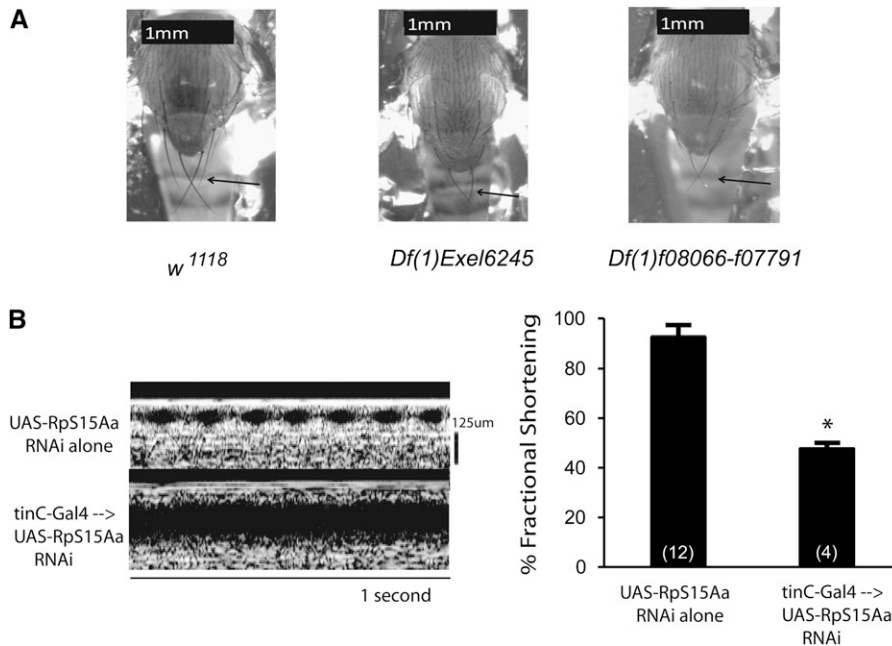 A
1mm
1mm
1mm
w 1118
Df(1)Exel6245
Df(1)f08066-f07791
B
UAS-RpS15Aa
RNAi alone
125um
tinC-Gal4 -->
UAS-RpS15Aa
RNAi
1 second
% Fractional Shortening
100
80
60
40
20
0
*
(12)
(4)
UAS-RpS15Aa
RNAi alone
tinC-Gal4 -->
UAS-RpS15Aa
RNAi